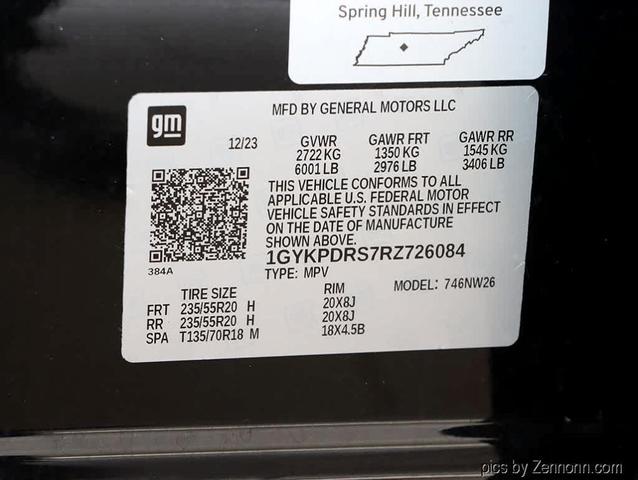 Spring Hill, Tennessee
gm
MFD BY GENERAL MOTORS LLC
12/23
GVWR GAWR FRT GAWR RR
2722 KG 1350 KG 1545 KG
6001 LB 2976 LB 3406 LB
THIS VEHICLE CONFORMS TO ALL
APPLICABLE U.S. FEDERAL MOTOR
VEHICLE SAFETY STANDARDS IN EFFECT
ON THE DATE OF MANUFACTURE
SHOWN ABOVE.
384A
1GYKPDRS7RZ726084
TYPE: MPV
MODEL: 746NW26
TIRE SIZE RIM
FRT 235/55R20 H 20X8J
RR 235/55R20 H 20X8J
SPA T135/70R18 M 18X4.5B
pics by Zennonn.com